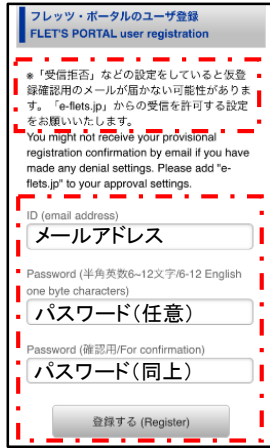 フレッツ・ポータルのユーザ登録
FLET'S PORTAL user registration
※「受信拒否」などの設定をしていると仮登
録確認用のメールが届かない可能性がありま
す。「e-flets.jp」からの受信を許可する設定
をお願いいたします。
You might not receive your provisional
registration confirmation by email if you have
made any denial settings. Please add "e-
flets.jp" to your approval settings.
ID (email address)
メールアドレス
Password (半角英数6~12文字/6-12 English
one byte characters)
パスワード(任意)
Password (確認用/For confirmation)
パスワード(同上)
登録する (Register)